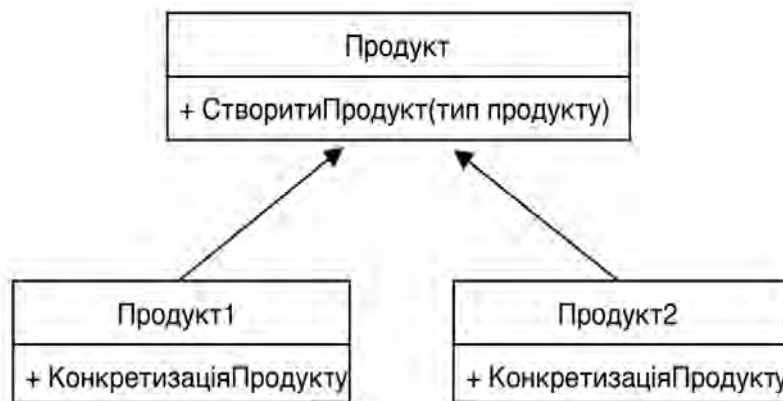 Продукт
+ СтворитиПродукт(тип продукту)
Продукт1
+ КонкретизаціяПродукту
Продукт2
+ КонкретизаціяПродукту